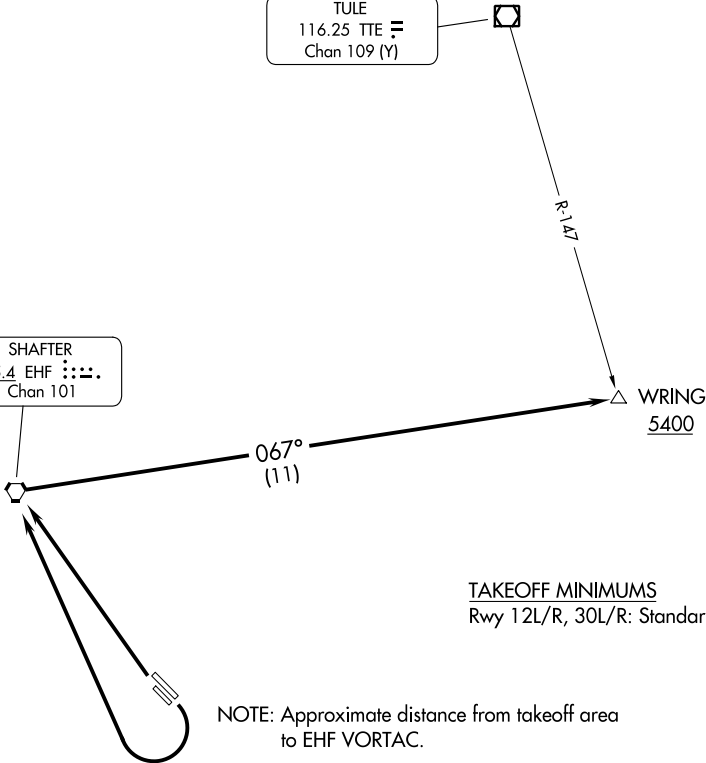 TULE
116.25 TTE
Chan 109 (Y)
R-147
SHAFTER
.4 EHF
Chan 101
WRING
5400
067°
(11)
TAKEOFF MINIMUMS
Rwy 12L/R, 30L/R: Standar
NOTE: Approximate distance from takeoff area
to EHF VORTAC.